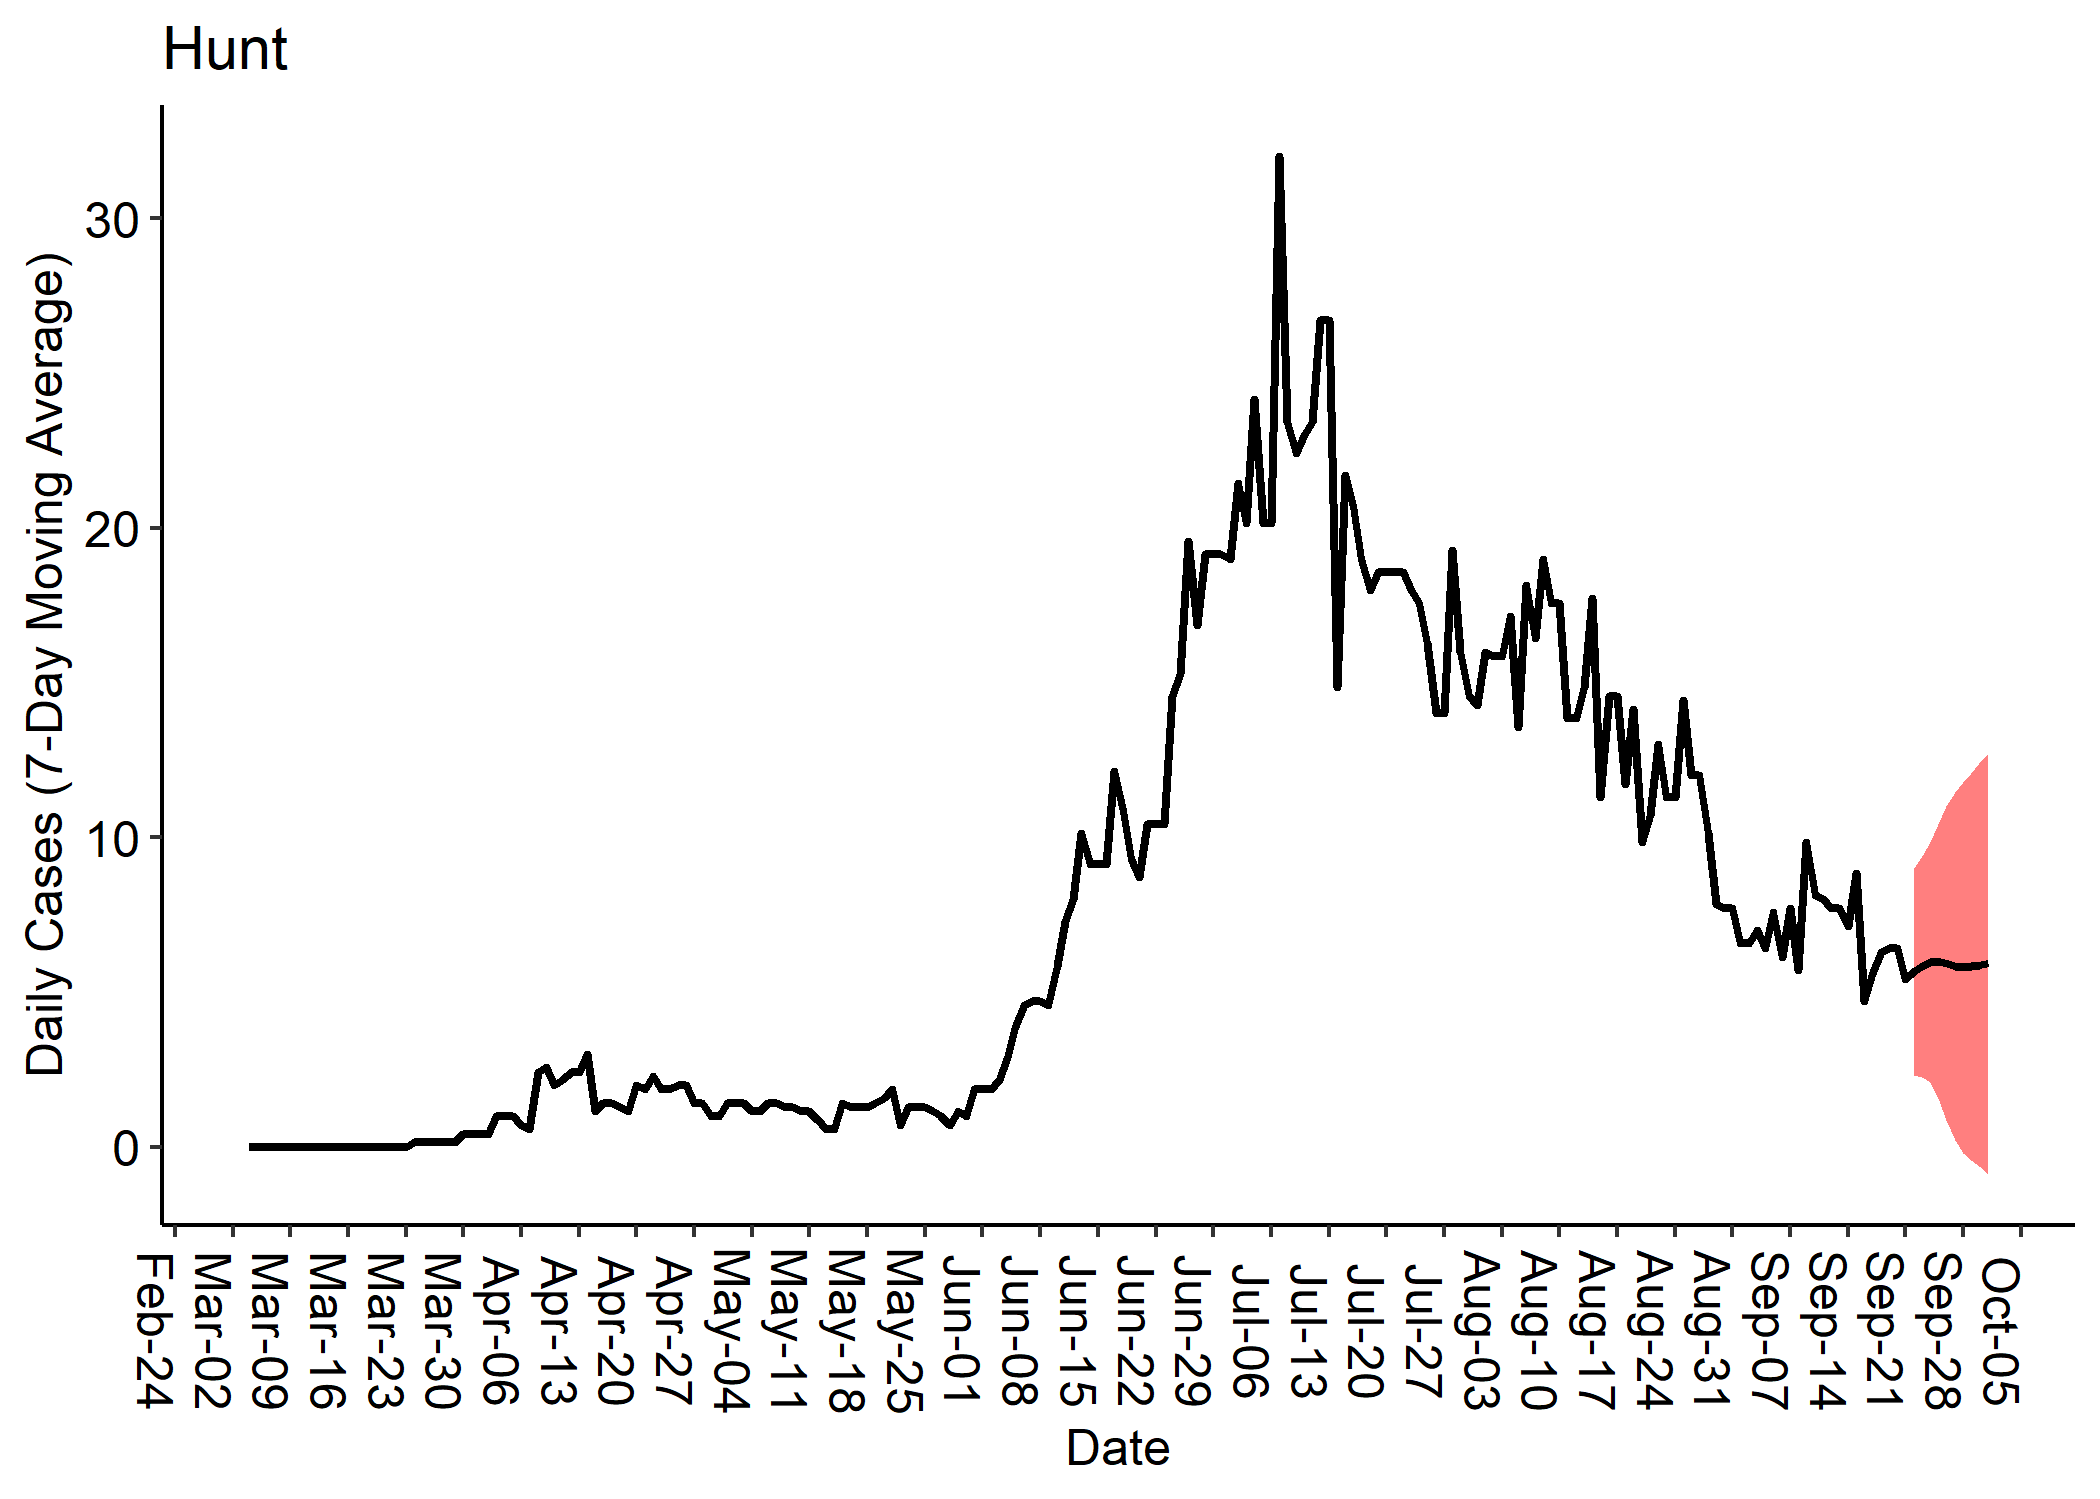 Hunt
Daily Cases (7-Day Moving Average)
30
20
10
0
Feb-24
Mar-02
Mar-09
Mar-16
Mar-23
Mar-30
Apr-06
Apr-13
Apr-20
Apr-27
May-04
May-11
May-18
May-25
Jun-01
Jun-08
Jun-15
Jun-22
Jun-29
Jul-06
Jul-13
Jul-20
Jul-27
Aug-03
Aug-10
Aug-17
Aug-24
Aug-31
Sep-07
Sep-14
Sep-21
Sep-28
Oct-05
Date